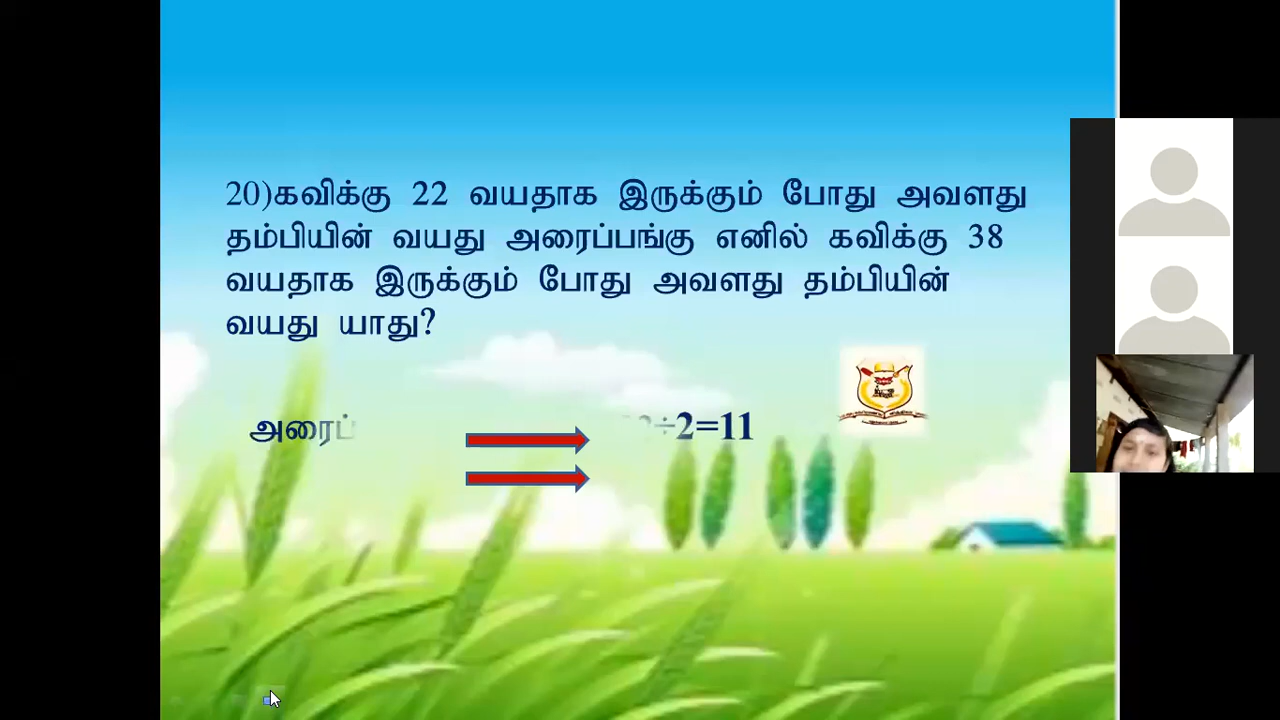 20)கவிக்கு 22 வயதாக இருக்கும் போது அவளது
தம்பியின் வயது அரைப்பங்கு எனில் கவிக்கு 38
வயதாக இருக்கும் போது அவளது தம்பியின்
வயது யாது?
அரைப் ÷2=11